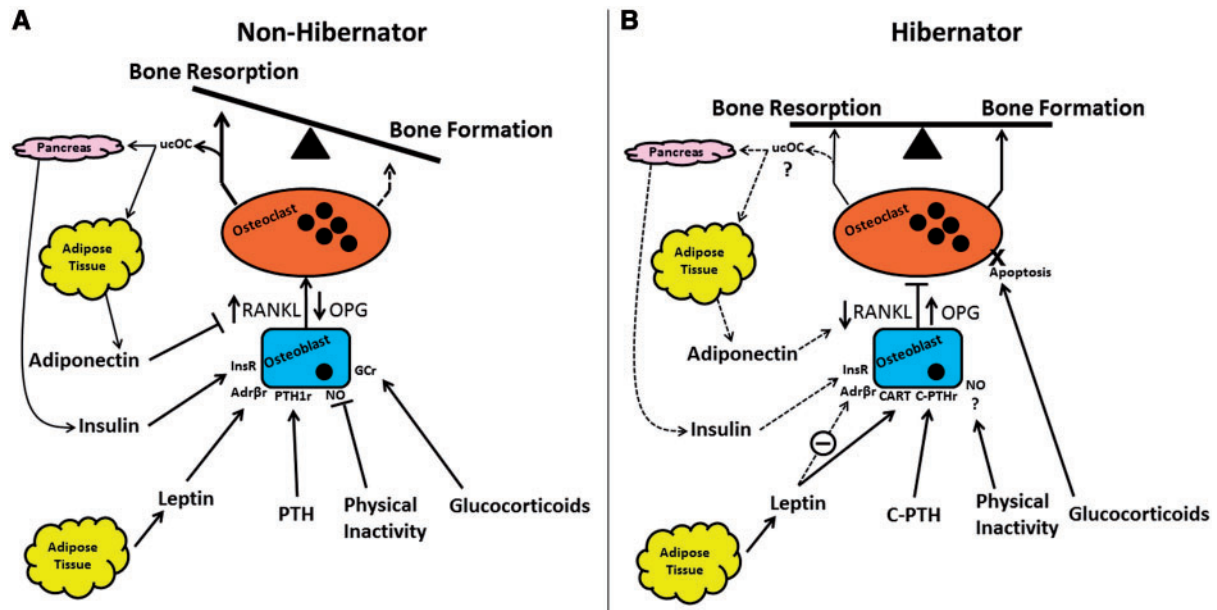 A
Non-Hibernator
Bone Resorption
Bone Formation
Pancreas
ucOC
Osteoclast
Adipose
Tissue
RANKL
OPG
Adiponectin
Osteoblast
InsR
GCr
Adrβr
PTH1r
NO
Insulin
Leptin
PTH
Physical
Inactivity
Glucocorticoids
Adipose
Tissue
B
Hibernator
Bone Resorption
Bone Formation
Pancreas
ucOC
?
Osteoclast
Adipose
Tissue
X
Apoptosis
RANKL
OPG
Adiponectin
Osteoblast
InsR
Adrβr
CART
C-PTHr
NO
?
Insulin
Leptin
C-PTH
Physical
Inactivity
Glucocorticoids
Adipose
Tissue